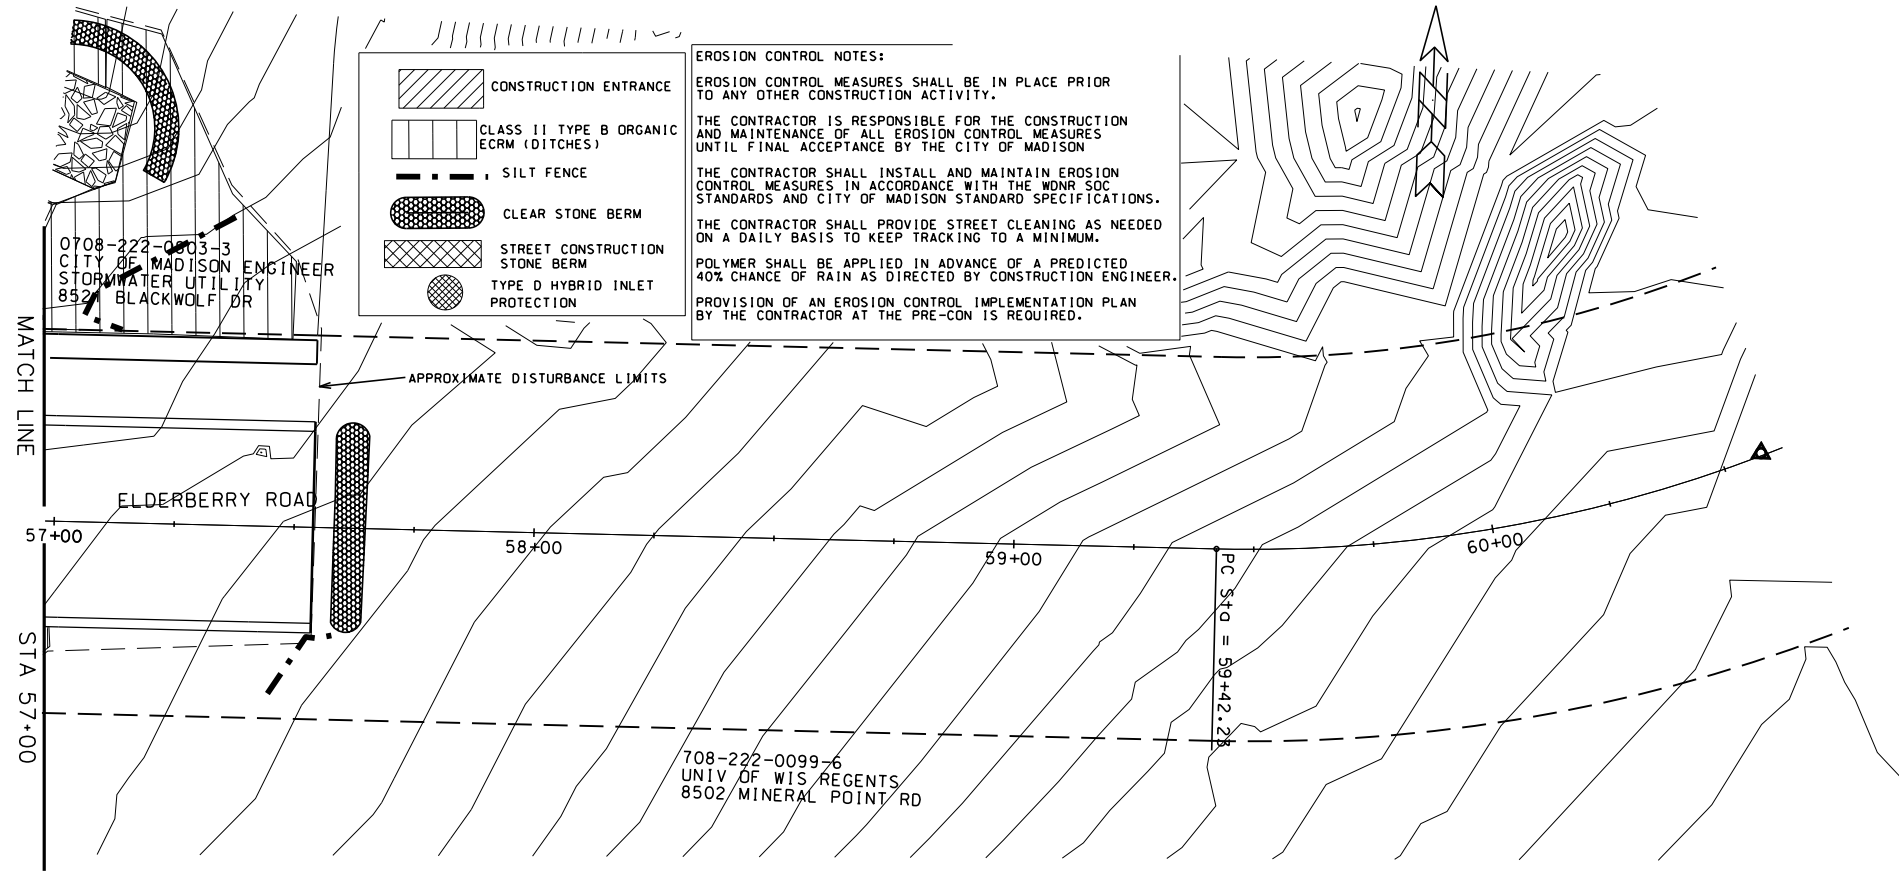 CONSTRUCTION ENTRANCE
CLASS II TYPE B ORGANIC
ECRM (DITCHES)
SILT FENCE
CLEAR STONE BERM
STREET CONSTRUCTION
STONE BERM
TYPE D HYBRID INLET
PROTECTION
EROSION CONTROL NOTES:
EROSION CONTROL MEASURES SHALL BE IN PLACE PRIOR
TO ANY OTHER CONSTRUCTION ACTIVITY.
THE CONTRACTOR IS RESPONSIBLE FOR THE CONSTRUCTION
AND MAINTENANCE OF ALL EROSION CONTROL MEASURES
UNTIL FINAL ACCEPTANCE BY THE CITY OF MADISON
THE CONTRACTOR SHALL INSTALL AND MAINTAIN EROSION
CONTROL MEASURES IN ACCORDANCE WITH THE WDNR SOC
STANDARDS AND CITY OF MADISON STANDARD SPECIFICATIONS.
THE CONTRACTOR SHALL PROVIDE STREET CLEANING AS NEEDED
ON A DAILY BASIS TO KEEP TRACKING TO A MINIMUM.
POLYMER SHALL BE APPLIED IN ADVANCE OF A PREDICTED
40% CHANCE OF RAIN AS DIRECTED BY CONSTRUCTION ENGINEER.
PROVISION OF AN EROSION CONTROL IMPLEMENTATION PLAN
BY THE CONTRACTOR AT THE PRE-CON IS REQUIRED.
0708-222-0903-3
CITY OF MADISON ENGINEER
STORMWATER UTILITY
8521 BLACKWOLF DR
MATCH LINE
STA 57+00
APPROXIMATE DISTURBANCE LIMITS
ELDERBERRY ROAD
57+00
58+00
59+00
60+00
PC Sta = 59+42.23
708-222-0099-6
UNIV OF WIS REGENTS
8502 MINERAL POINT RD